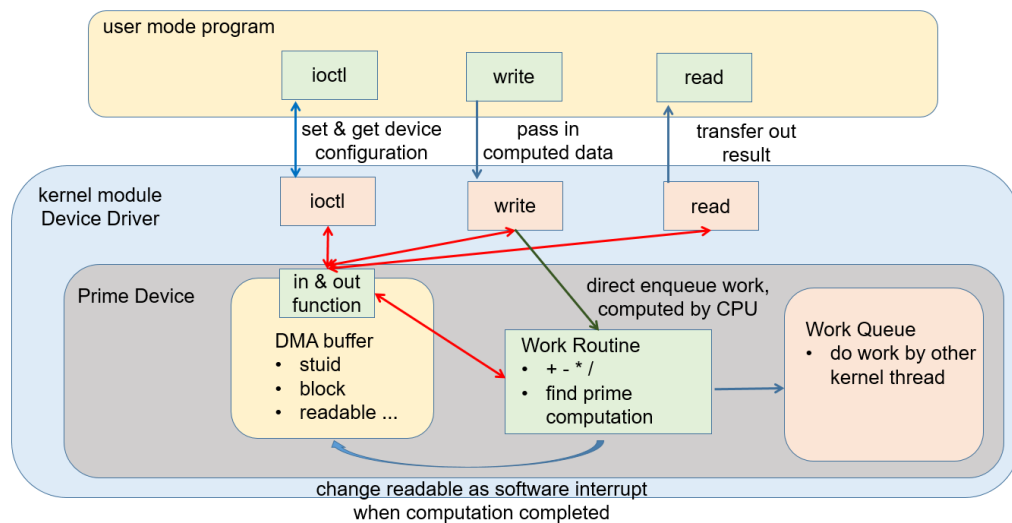 user mode program
ioctl
write
read
set & get device
configuration
pass in
computed data
transfer out
result
kernel module
Device Driver
ioctl
write
read
Prime Device
in & out
function
direct enqueue work,
computed by CPU
DMA buffer
• stuid
• block
• readable ...
Work Routine
• + - * /
• find prime
computation
Work Queue
• do work by other
kernel thread
change readable as software interrupt
when computation completed